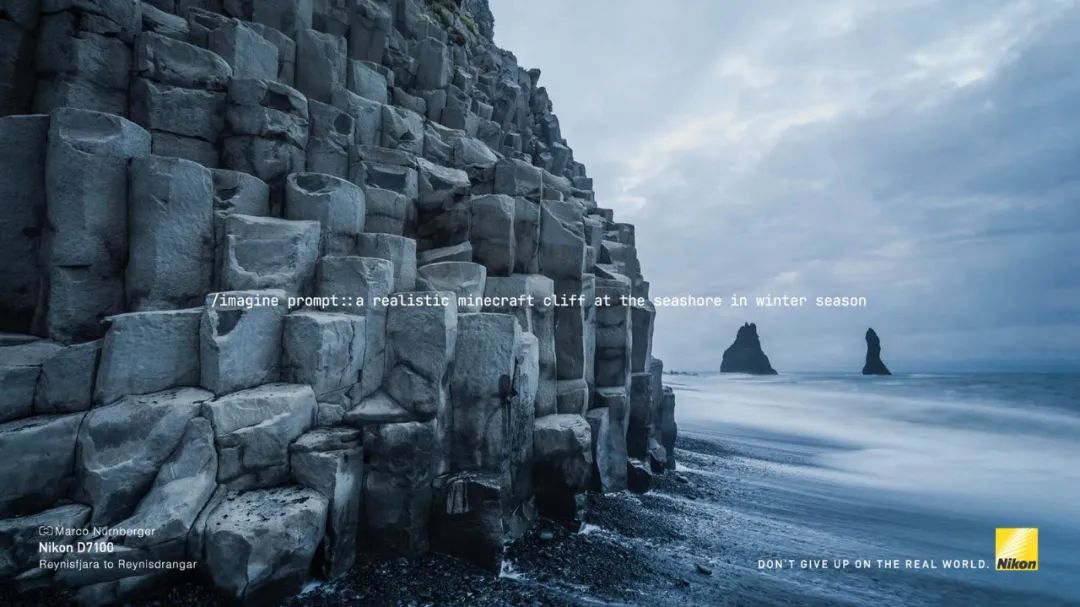 /imagine prompt::a realistic minecraft cliff at the seashore in winter season
Marco Nürnberger
Nikon D7100
Reynisfjara to Reynisdrangar
DON'T GIVE UP ON THE REAL WORLD.
Nikon